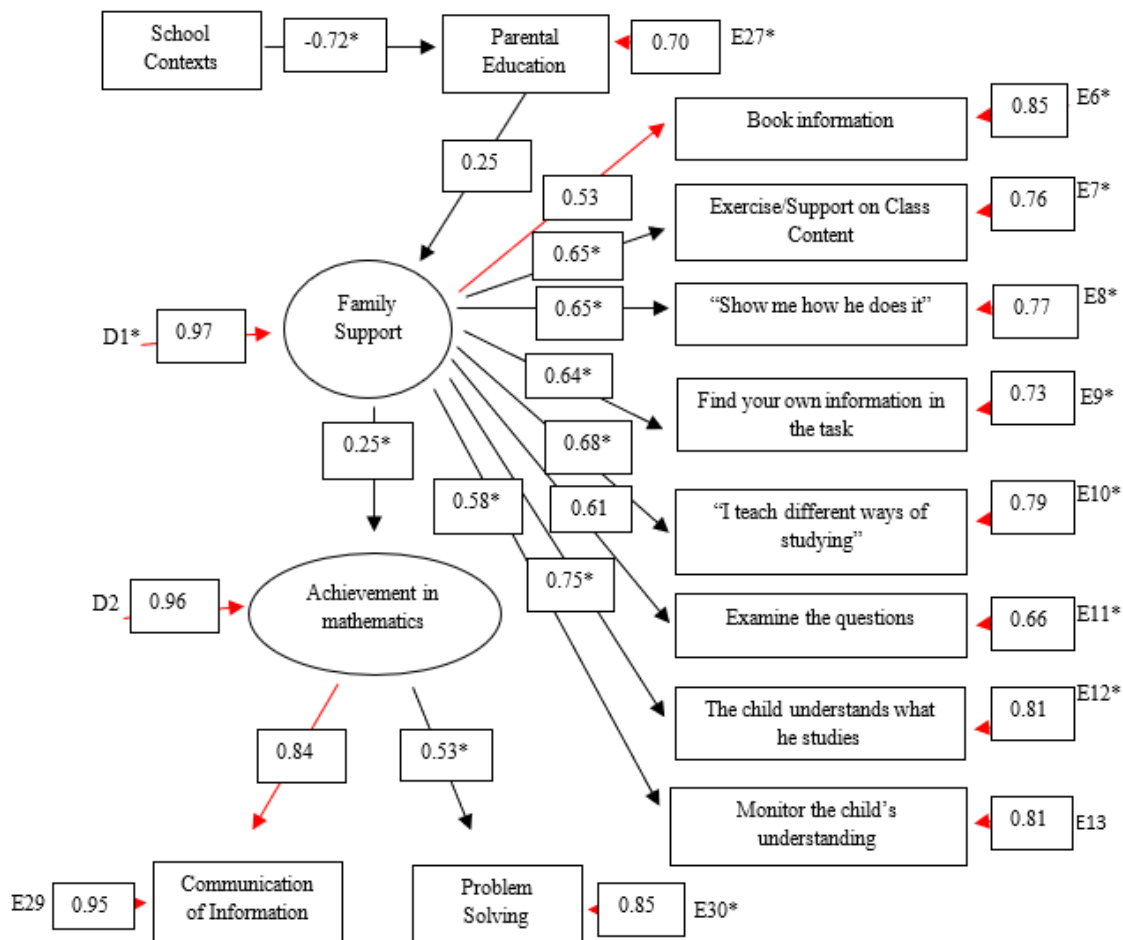 School
Contexts
-0.72*
Parental
Education
0.70
E27*
0.25
Book information
0.85
E6*
0.53
Exercise/Support on Class
Content
0.76
E7*
0.65*
Family
Support
0.65*
“Show me how he does it”
0.77
E8*
D1*
0.97
0.64*
Find your own information in
the task
0.73
E9*
0.25*
0.68*
0.58*
0.61
“I teach different ways of
studying”
0.79
E10*
0.75*
D2
0.96
Achievement in
mathematics
Examine the questions
0.66
E11*
The child understands what
he studies
0.81
E12*
0.84
0.53*
Monitor the child’s
understanding
0.81
E13
E29
0.95
Communication
of Information
Problem
Solving
0.85
E30*